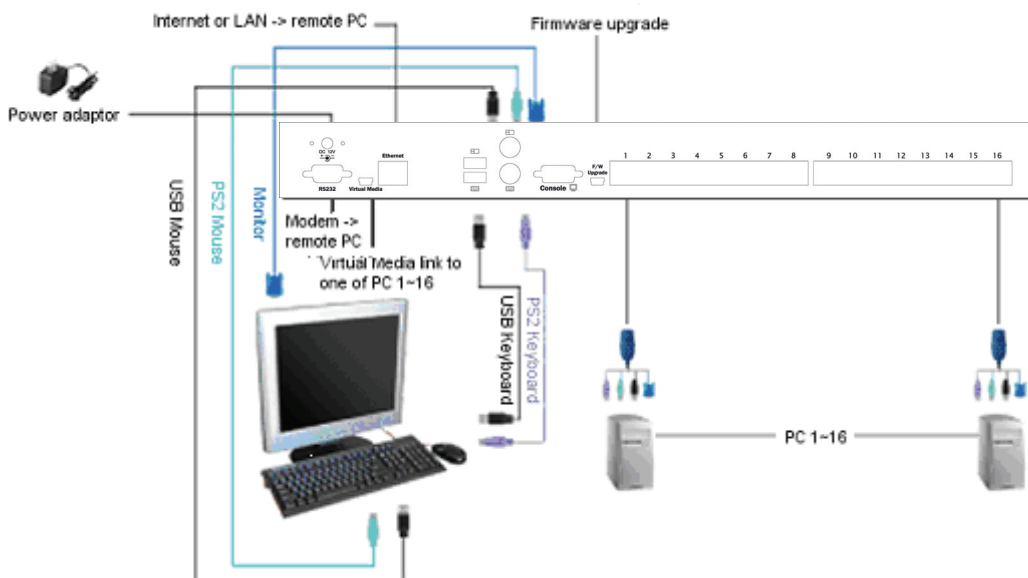 Internet or LAN -> remote PC
Firmware upgrade
Power adaptor
DC 12V
Ethernet
RS232
Virtual Media
Console
F/W
Upgrade
1 2 3 4 5 6 7 8 9 10 11 12 13 14 15 16
USB Mouse
PS2 Mouse
Monitor
Modem ->
remote PC
Virtual Media link to
one of PC 1~16
USB Keyboard
PS2 Keyboard
PC 1~16